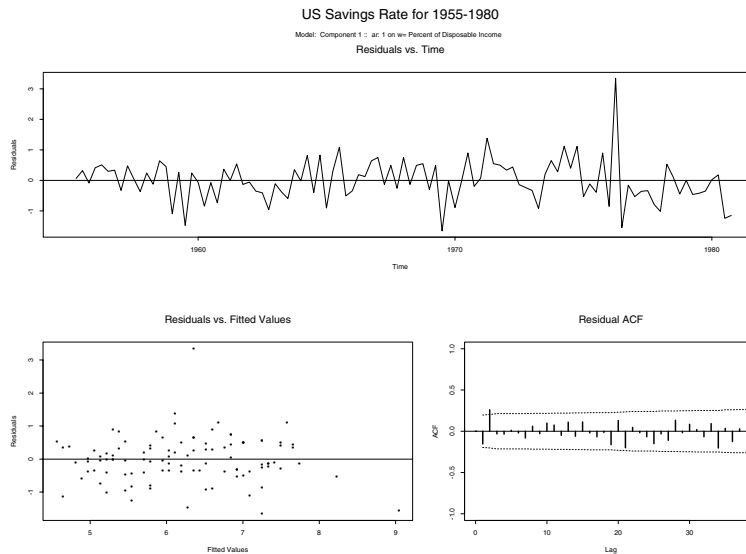 US Savings Rate for 1955-1980
Model: Component 1 :: ar: 1 on w= Percent of Disposable Income
Residuals vs. Time
Residuals
3
2
1
0
-1
1960
1970
1980
Time
Residuals vs. Fitted Values
Residuals
3
2
1
0
-1
5
6
7
8
9
Fitted Values
Residual ACF
ACF
1.0
0.5
0.0
-0.5
-1.0
0
10
20
30
Lag